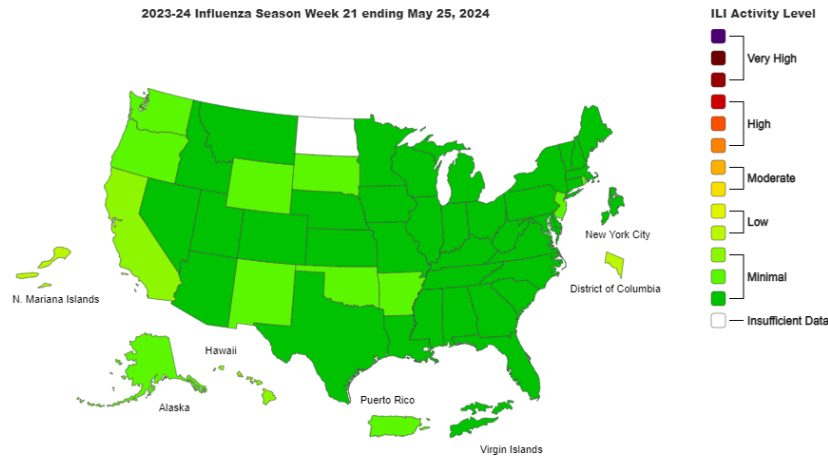 2023-24 Influenza Season Week 21 ending May 25, 2024
ILI Activity Level
Very High
High
Moderate
Low
Minimal
Insufficient Data
New York City
District of Columbia
N. Mariana Islands
Hawaii
Alaska
Puerto Rico
Virgin Islands